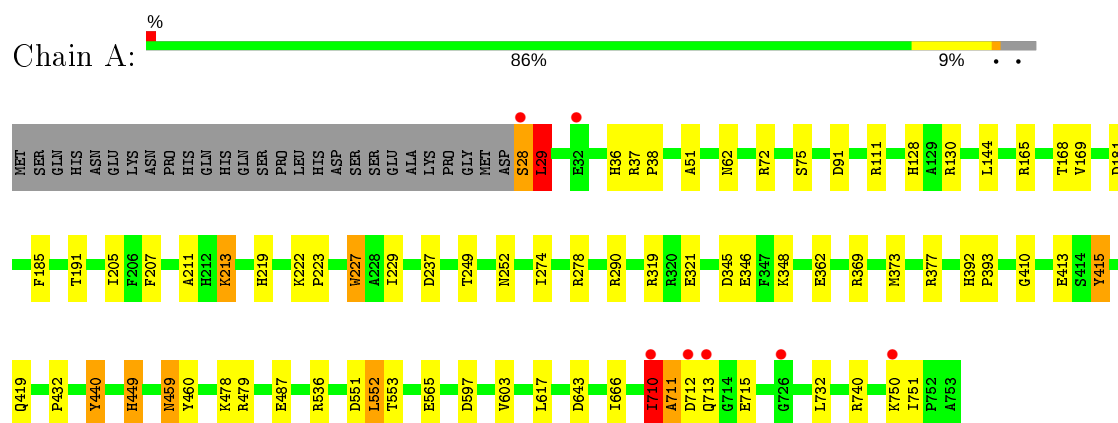 %
Chain A:
86% 9% • •
MET SER GLN HIS ASN GLU LYS ASN PRO HIS GLN HIS GLN SER PRO LEU HIS ASP SER SER GLU ALA LYS PRO GLY MET ASP S28 L29 E32 H36 R37 P38 A51 N62 R72 S75 D91 R111 H128 A129 R130 L144 R165 T168 V169 D181
F185 T191 I205 F206 F207 A211 H212 K213 H219 K222 P223 W227 A228 I229 D237 T249 N252 I274 R278 R290 R319 R320 E321 D345 E346 F347 K348 E362 R369 M373 R377 H392 P393 G410 E413 S414 Y415
Q419 P432 Y440 H449 N459 Y460 K478 R479 E487 R536 D551 L552 T553 E565 D597 V603 L617 D643 I666 I710 A711 D712 Q713 G714 E715 G726 L732 R740 K750 I751 P752 A753